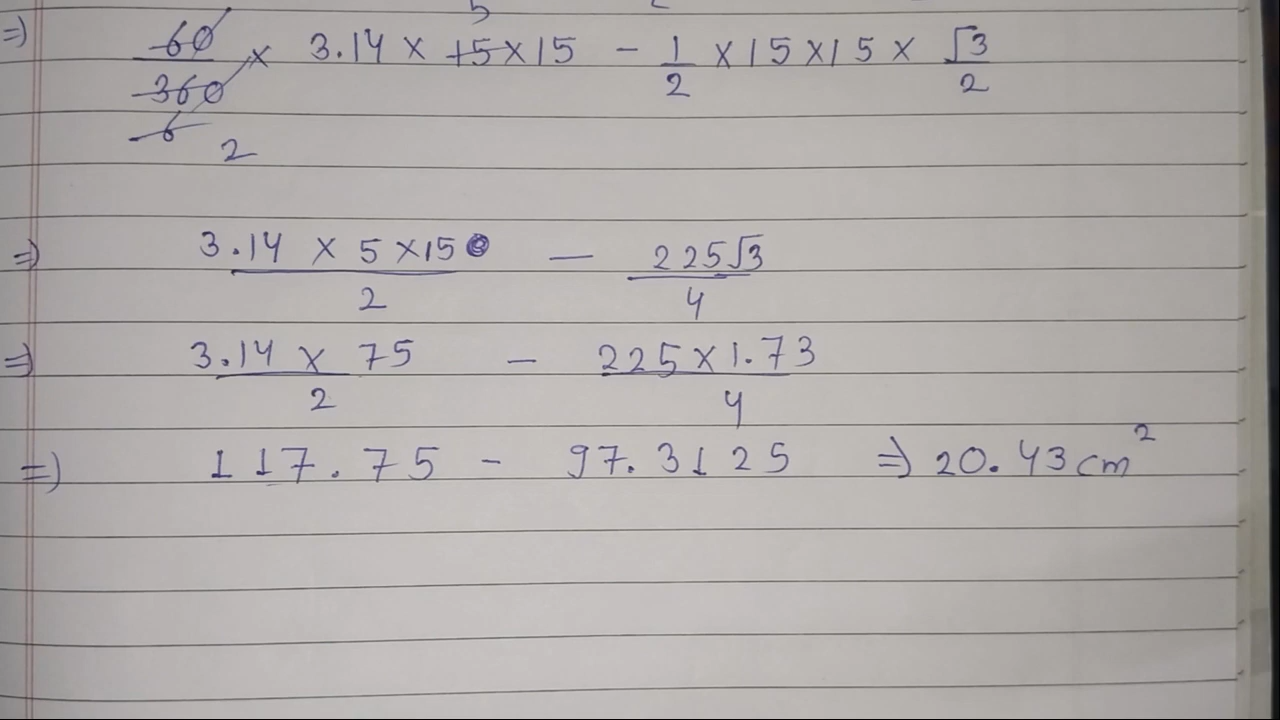 5
⇒) 60/360 × 3.14 × 15 × 15 - 1/2 × 15 × 15 × √3/2
6 2
⇒) 3.14 × 5 × 15 / 2 - 225√3 / 4
⇒) 3.14 × 75 / 2 - 225 × 1.73 / 4
⇒) 117.75 - 97.3125 ⇒ 20.43 cm²